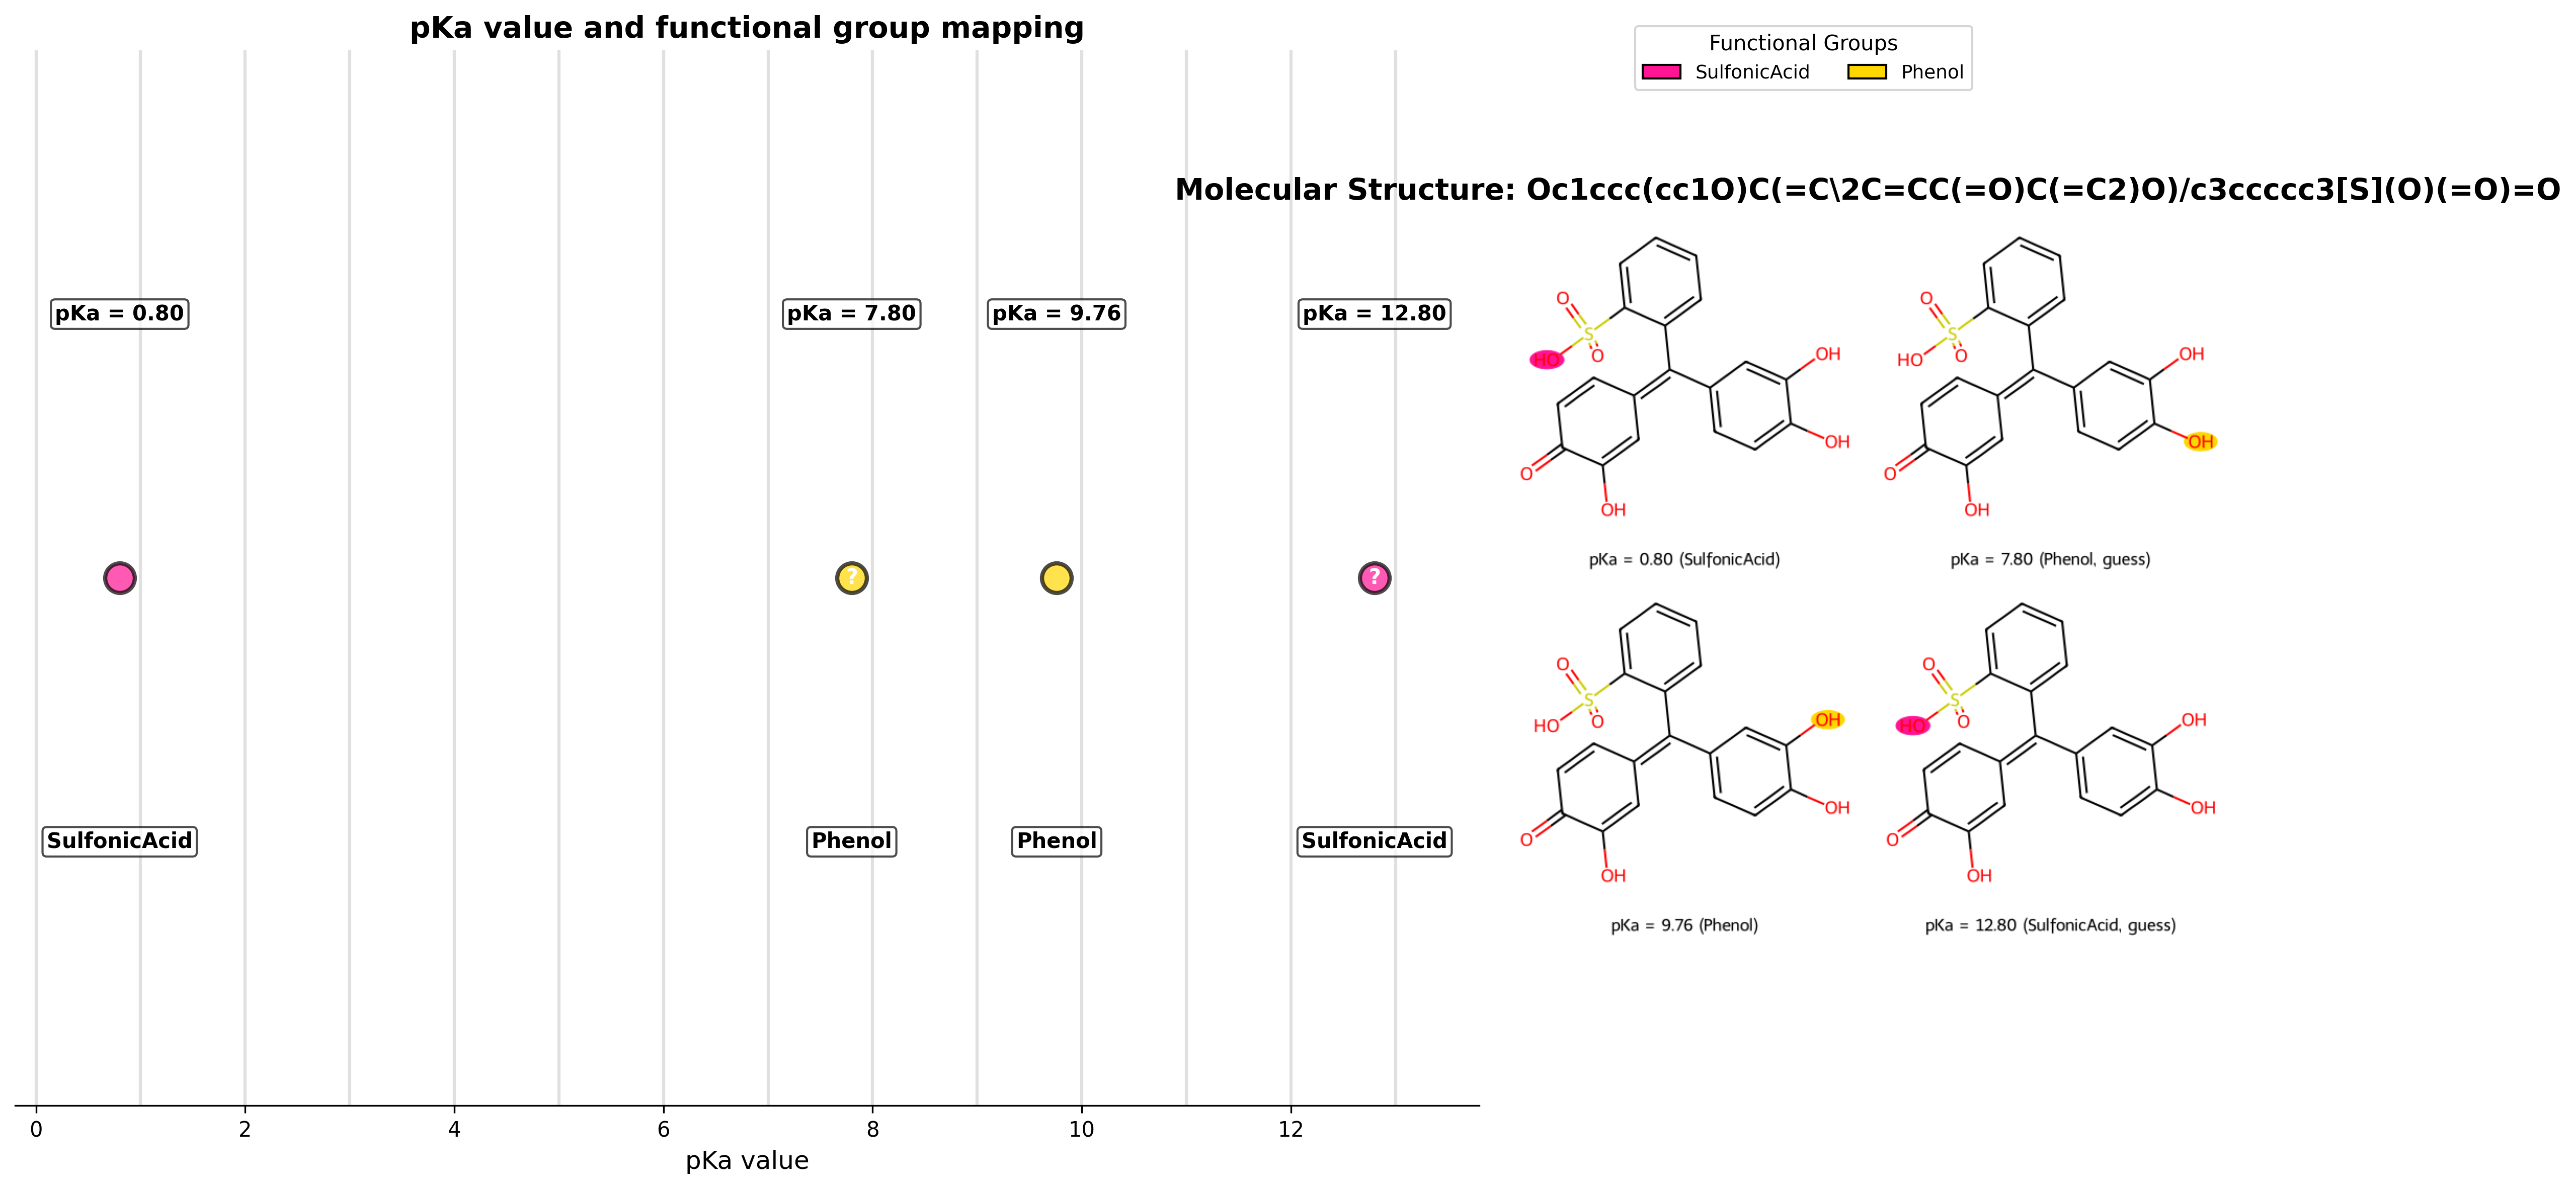 pKa value and functional group mapping
pKa = 0.80
pKa = 7.80
pKa = 9.76
pKa = 12.80
?
?
SulfonicAcid
Phenol
Phenol
SulfonicAcid
0
2
4
6
8
10
12
pKa value
Functional Groups
SulfonicAcid
Phenol
Molecular Structure: Oc1ccc(cc1O)C(=C\2C=CC(=O)C(=C2)O)/c3ccccc3[S](O)(=O)=O
O
S
O
HO
OH
OH
O
OH
pKa = 0.80 (SulfonicAcid)
O
S
O
HO
OH
OH
O
OH
pKa = 7.80 (Phenol, guess)
O
S
O
HO
OH
OH
O
OH
pKa = 9.76 (Phenol)
O
S
O
HO
OH
OH
O
OH
pKa = 12.80 (SulfonicAcid, guess)